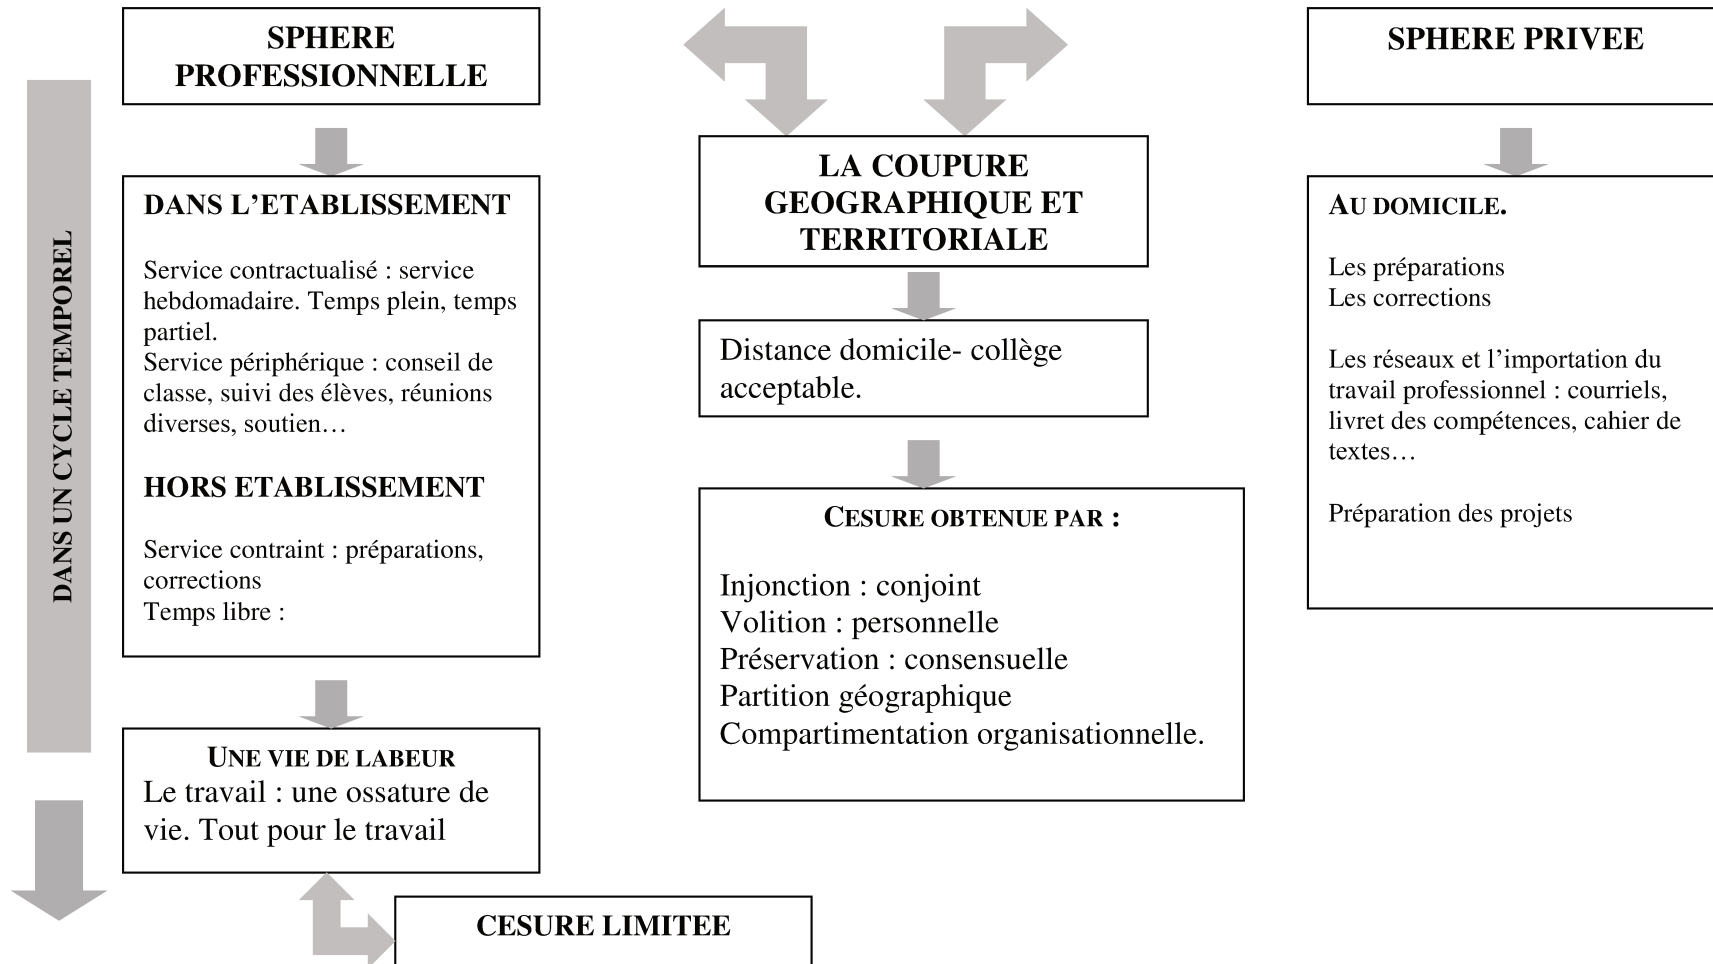 DANS UN CYCLE TEMPOREL
SPHERE
PROFESSIONNELLE
DANS L’ETABLISSEMENT
Service contractualisé : service
hebdomadaire. Temps plein, temps
partiel.
Service périphérique : conseil de
classe, suivi des élèves, réunions
diverses, soutien…
HORS ETABLISSEMENT
Service contraint : préparations,
corrections
Temps libre :
UNE VIE DE LABEUR
Le travail : une ossature de
vie. Tout pour le travail
CESURE LIMITEE
LA COUPURE
GEOGRAPHIQUE ET
TERRITORIALE
Distance domicile- collège
acceptable.
CESURE OBTENUE PAR :
Injonction : conjoint
Volition : personnelle
Préservation : consensuelle
Partition géographique
Compartimentation organisationnelle.
SPHERE PRIVEE
AU DOMICILE.
Les préparations
Les corrections
Les réseaux et l’importation du
travail professionnel : courriels,
livret des compétences, cahier de
textes…
Préparation des projets